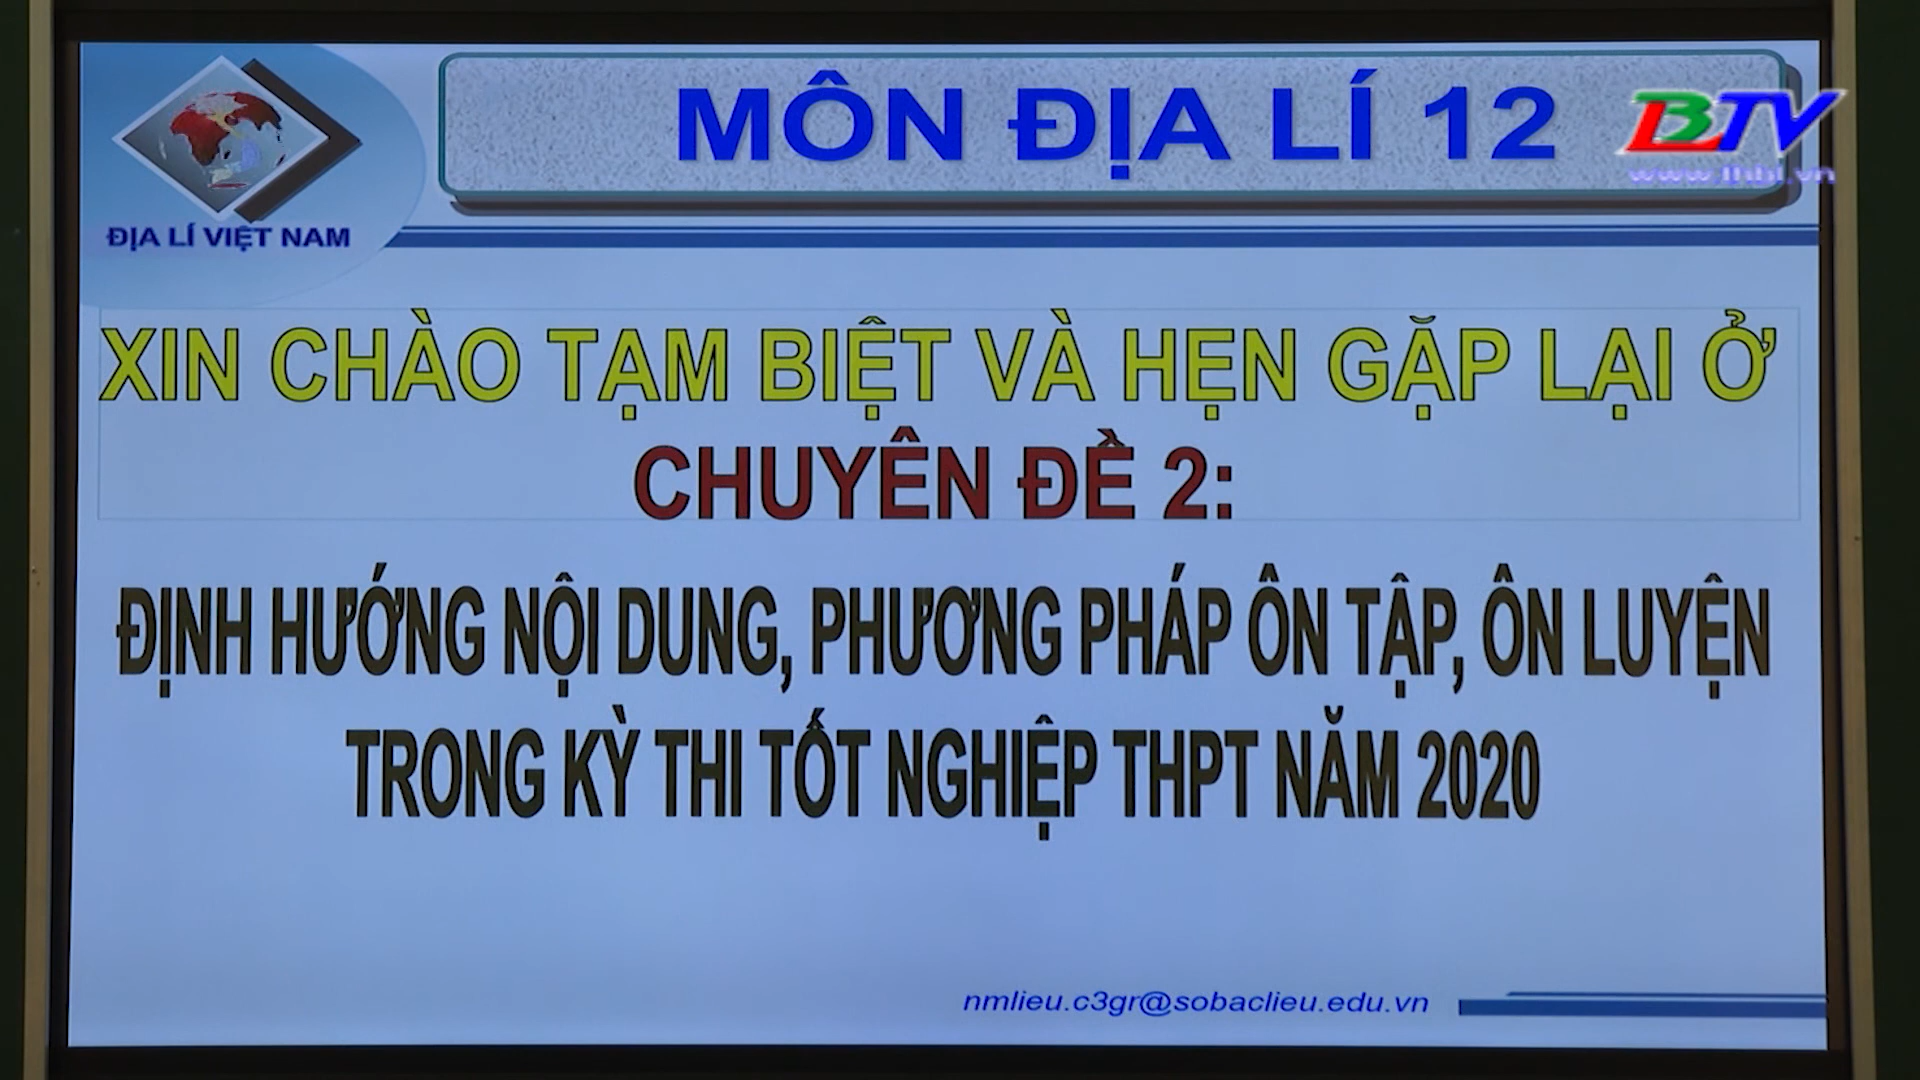 MÔN ĐỊA LÍ 12
BTV
ĐỊA LÍ VIỆT NAM
XIN CHÀO TẠM BIỆT VÀ HẸN GẶP LẠI Ở
CHUYÊN ĐỀ 2:
ĐỊNH HƯỚNG NỘI DUNG, PHƯƠNG PHÁP ÔN TẬP, ÔN LUYỆN
TRONG KỲ THI TỐT NGHIỆP THPT NĂM 2020
nmlieu.c3gr@sobaclieu.edu.vn